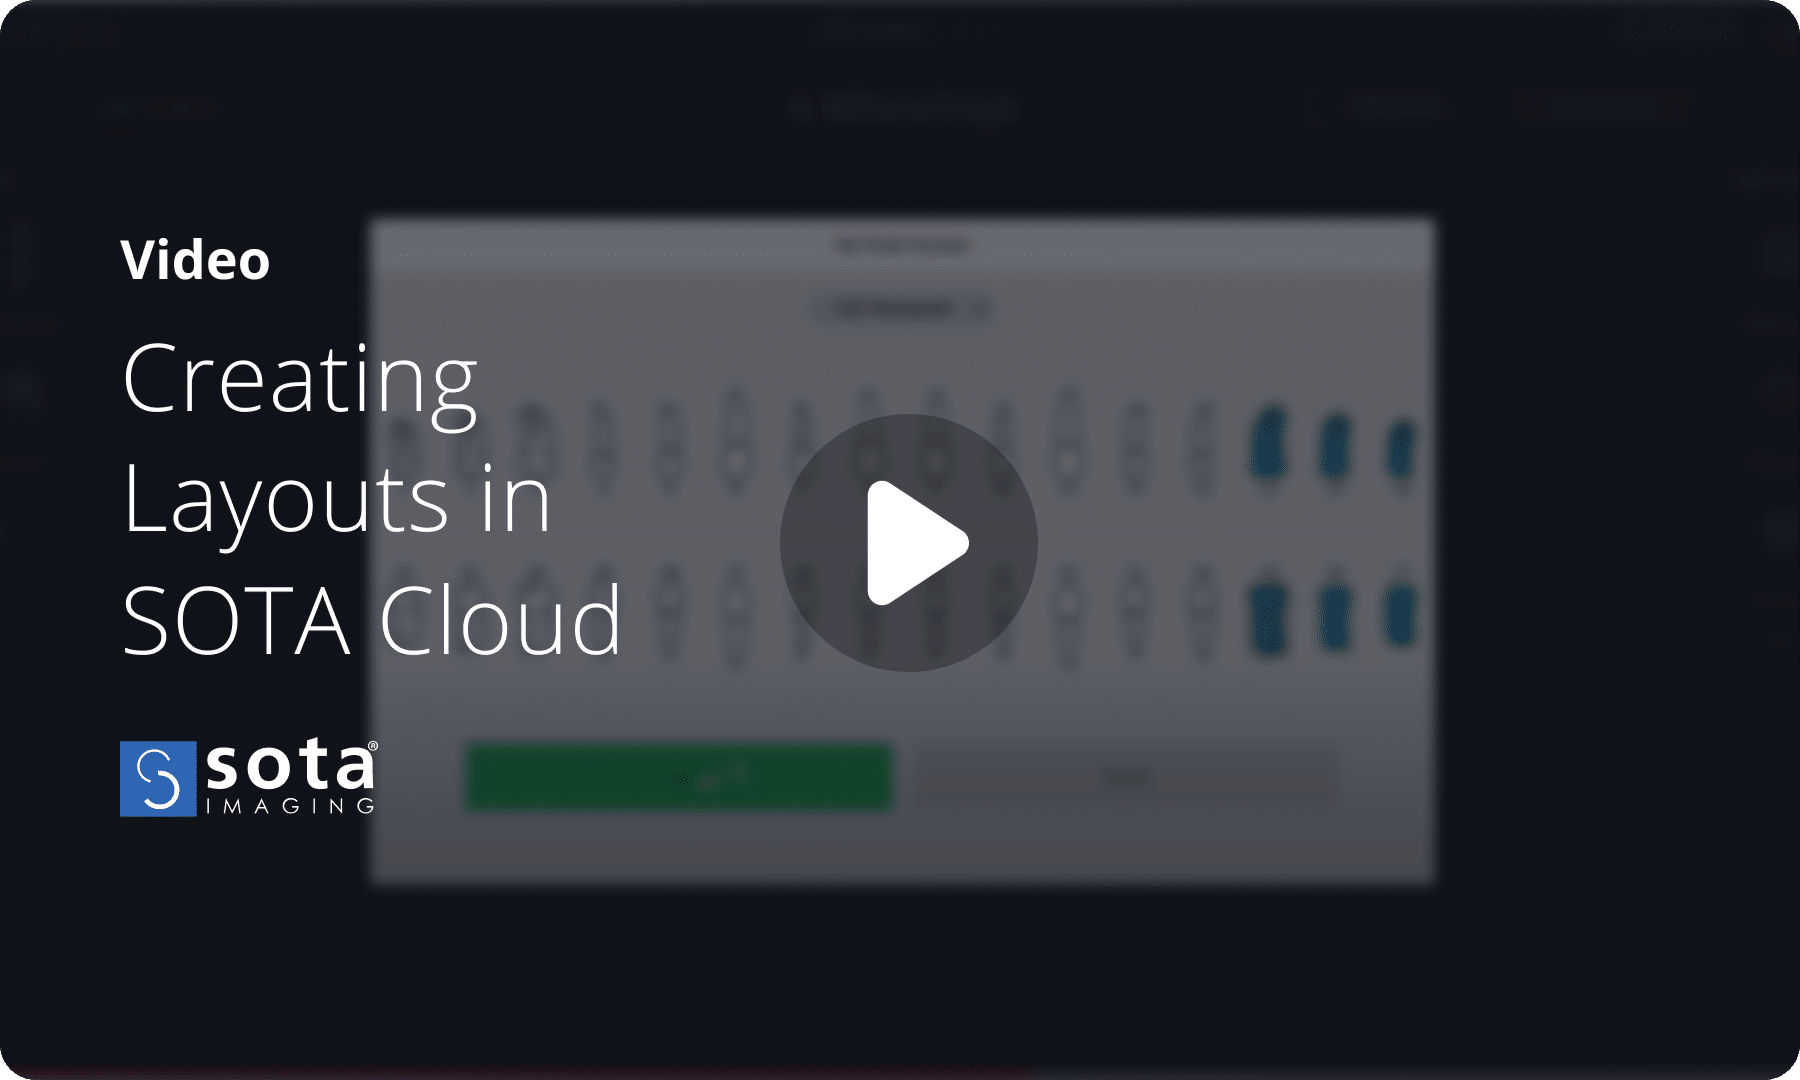 Video
Creating
Layouts in
SOTA Cloud
sota®
IMAGING